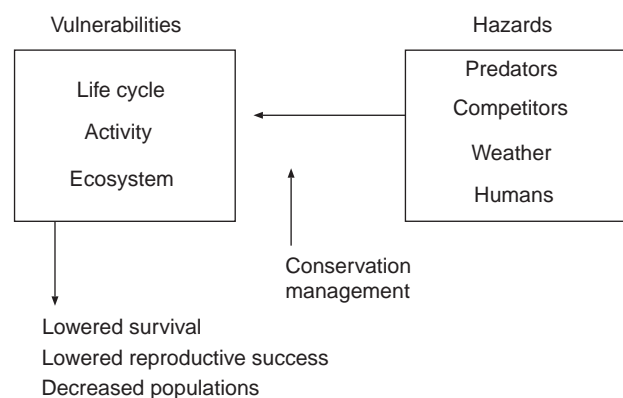 Vulnerabilities
Life cycle
Activity
Ecosystem
Hazards
Predators
Competitors
Weather
Humans
Conservation
management
Lowered survival
Lowered reproductive success
Decreased populations